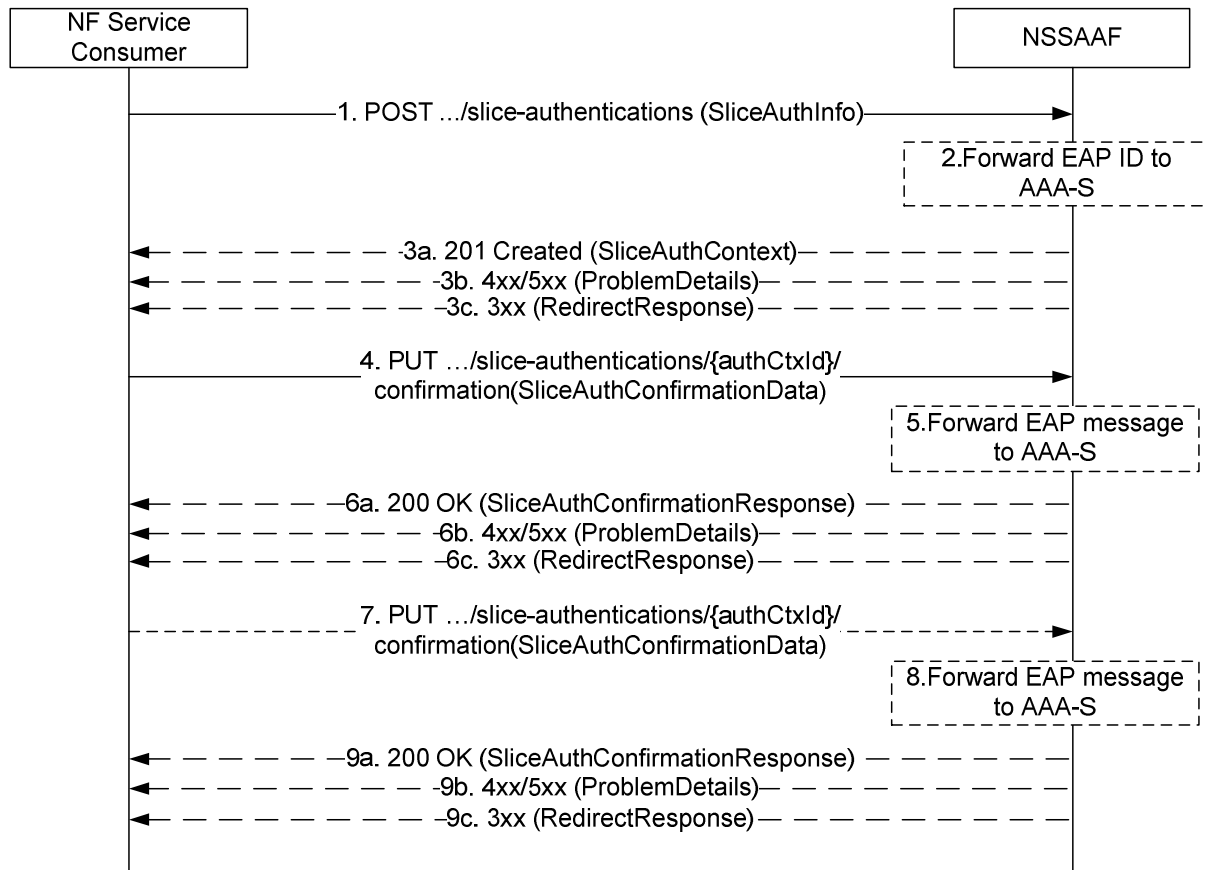 NF Service
Consumer
NSSAAF
1. POST …/slice-authentications (SliceAuthInfo)
2.Forward EAP ID to
AAA-S
3a. 201 Created (SliceAuthContext)
3b. 4xx/5xx (ProblemDetails)
3c. 3xx (RedirectResponse)
4. PUT …/slice-authentications/{authCtxId}/
confirmation(SliceAuthConfirmationData)
5.Forward EAP message
to AAA-S
6a. 200 OK (SliceAuthConfirmationResponse)
6b. 4xx/5xx (ProblemDetails)
6c. 3xx (RedirectResponse)
7. PUT …/slice-authentications/{authCtxId}/
confirmation(SliceAuthConfirmationData)
8.Forward EAP message
to AAA-S
9a. 200 OK (SliceAuthConfirmationResponse)
9b. 4xx/5xx (ProblemDetails)
9c. 3xx (RedirectResponse)